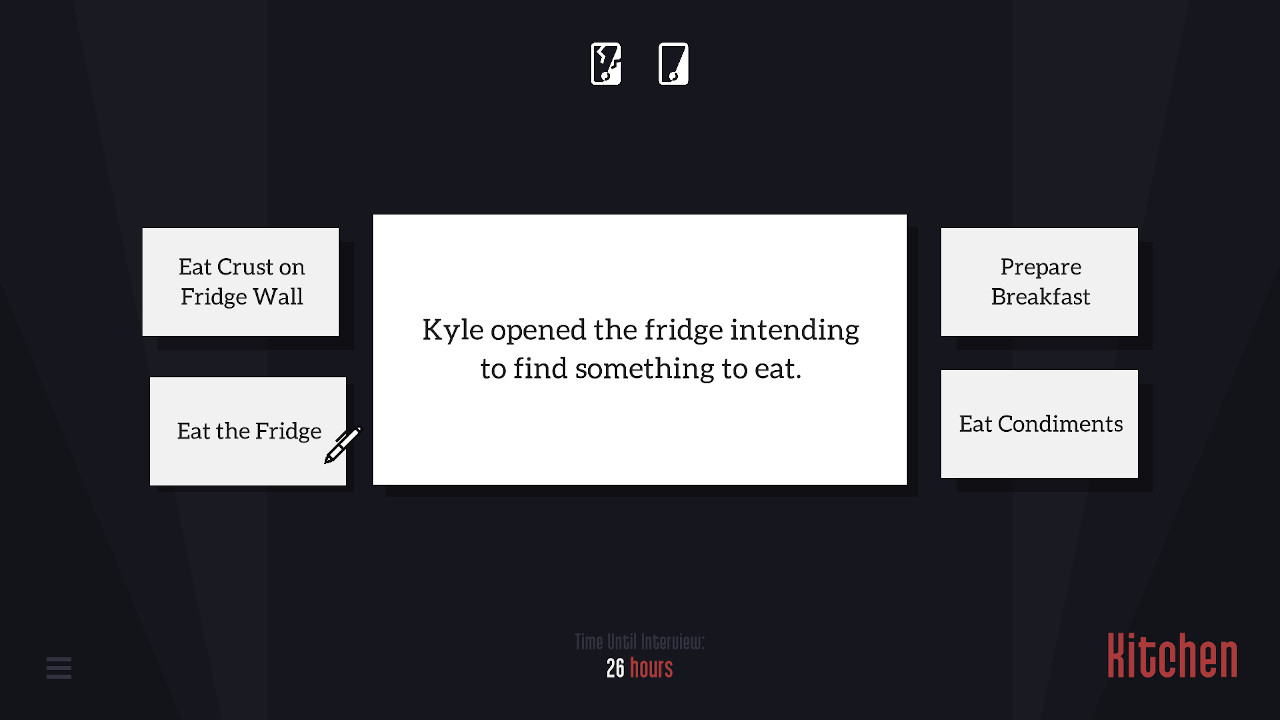 Eat Crust on
Fridge Wall
Eat the Fridge
Kyle opened the fridge intending
to find something to eat.
Prepare
Breakfast
Eat Condiments
Time Until Interview:
26 hours
Kitchen